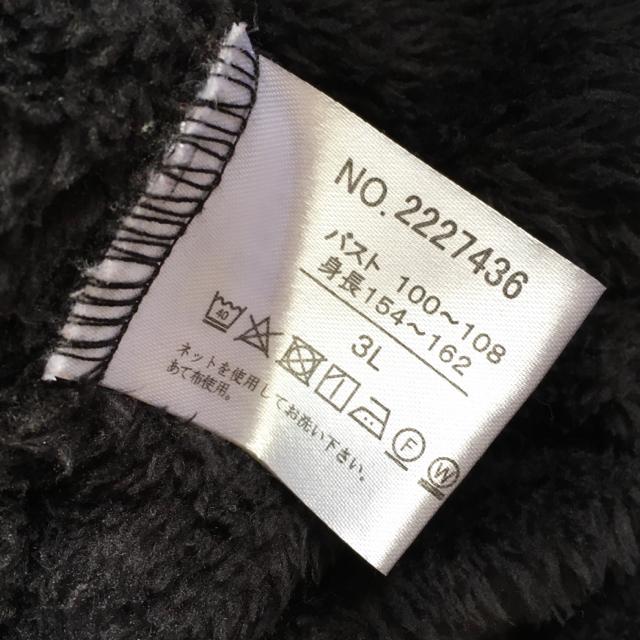 NO.2227436
バスト 100～108
身長154～162
3L
40
F
W
ネットを使用してお洗い下さい。
あて布使用。